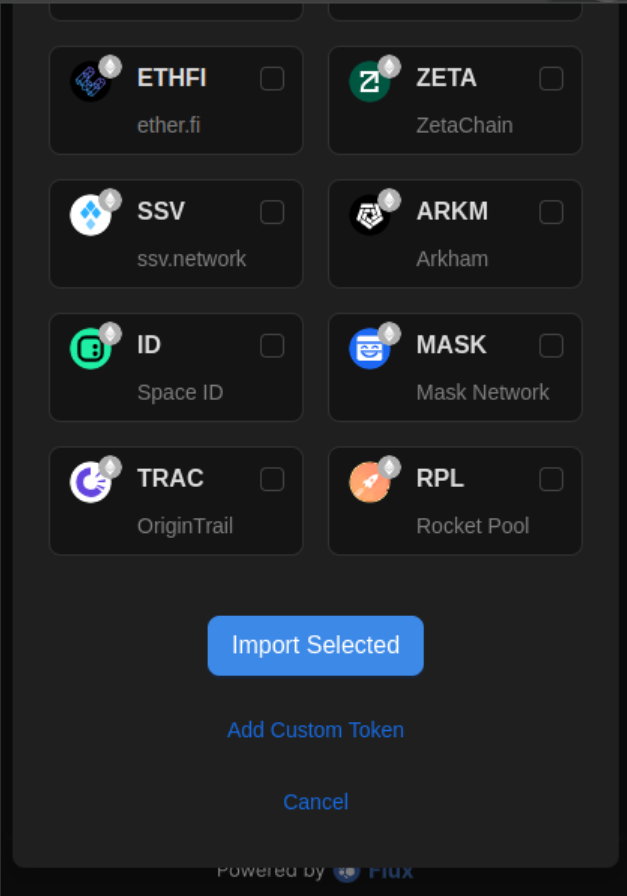 ETHFI
ether.fi
ZETA
ZetaChain
SSV
ssv.network
ARKM
Arkham
ID
Space ID
MASK
Mask Network
TRAC
OriginTrail
RPL
Rocket Pool
Import Selected
Add Custom Token
Cancel
Powered by Flux